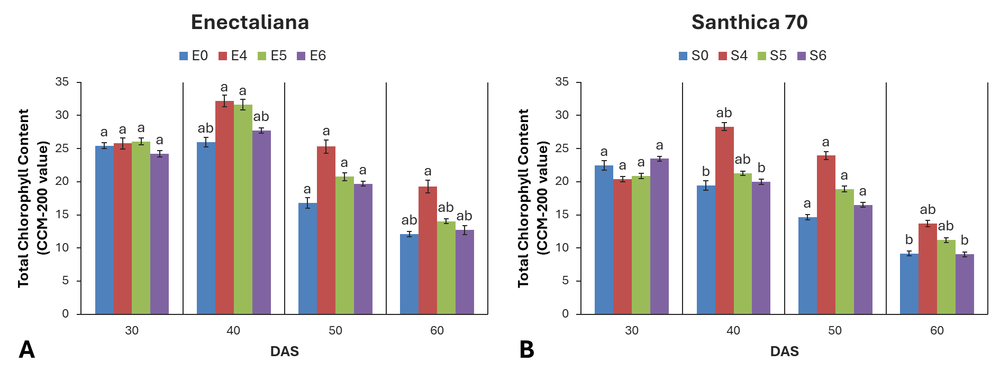 Enectaliana
E0 E4 E5 E6
Total Chlorophyll Content
(CCM-200 value)
35
30
25
20
15
10
5
0
a a a a
ab a a ab
a a a a
ab a ab ab
30 40 50 60
DAS
A
Santhica 70
S0 S4 S5 S6
Total Chlorophyll Content
(CCM-200 value)
35
30
25
20
15
10
5
0
a a a a
b ab ab b
a a a a
b ab ab b
30 40 50 60
DAS
B